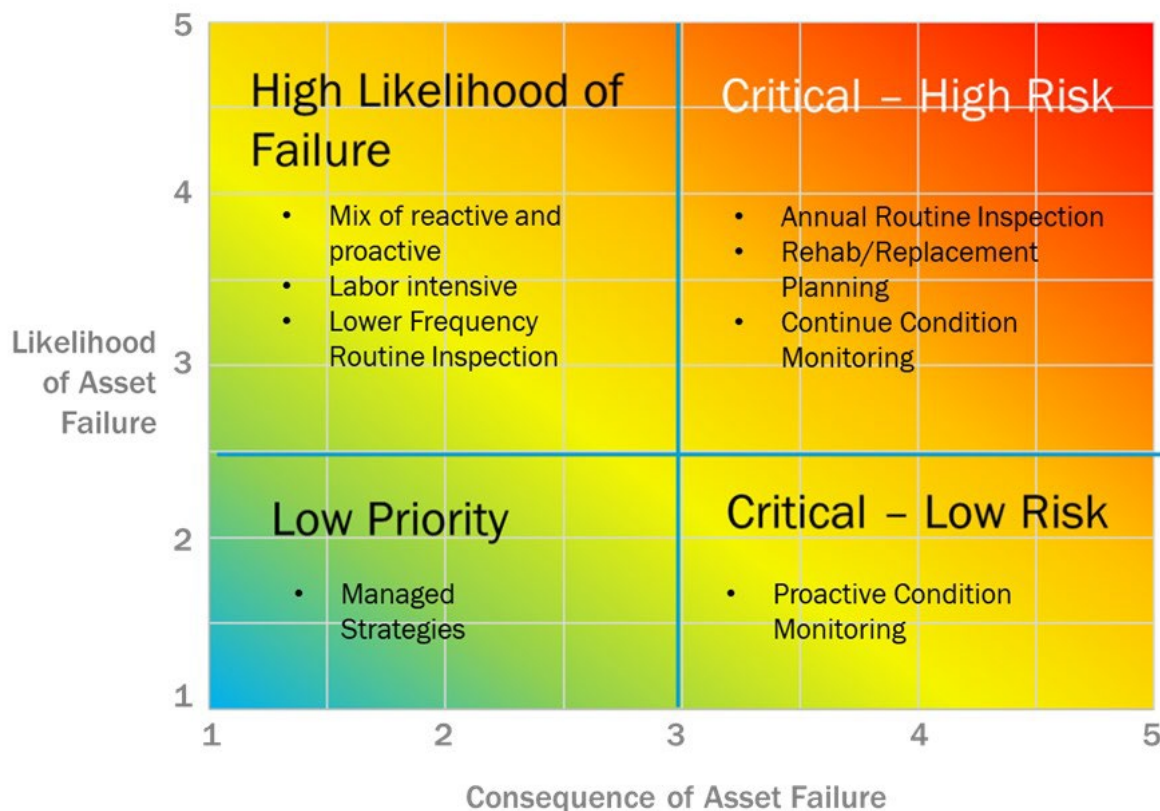 5
High Likelihood of
Failure
Critical – High Risk
4
• Mix of reactive and
proactive
• Labor intensive
• Lower Frequency
Routine Inspection
• Annual Routine Inspection
• Rehab/Replacement
Planning
• Continue Condition
Monitoring
Likelihood
of Asset
Failure
3
Low Priority
Critical – Low Risk
2
• Managed
Strategies
• Proactive Condition
Monitoring
1
1 2 3 4 5
Consequence of Asset Failure